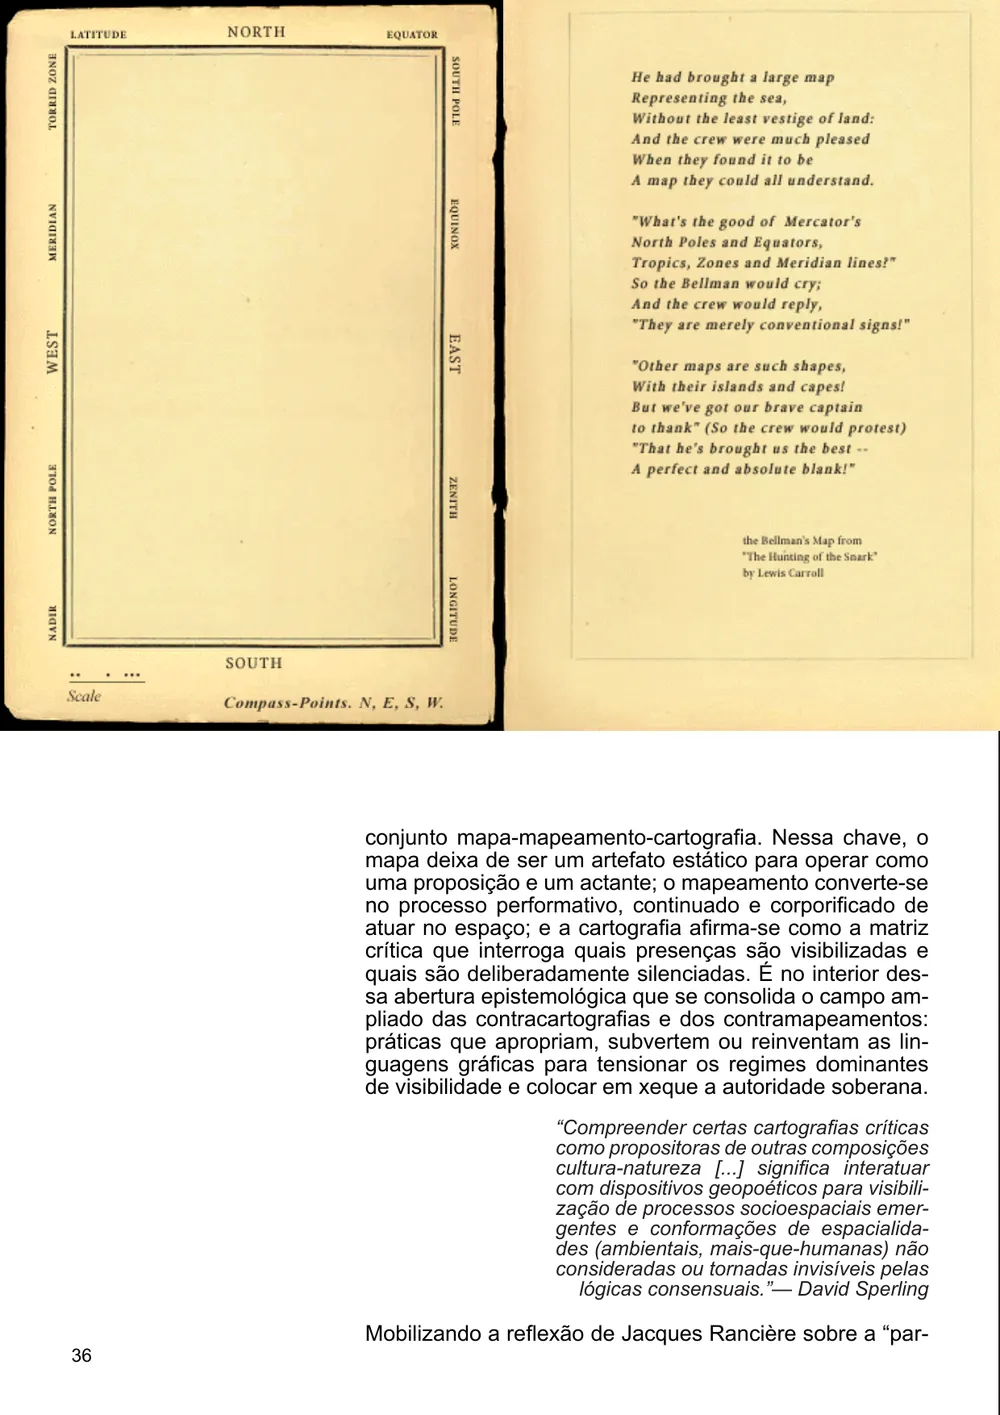 LATITUDE
NORTH
EQUATOR
TORRID ZONE
MERIDIAN
WEST
NORTH POLE
NADIR
SOUTH POLE
EQUINOX
EAST
ZENITH
LONGITUDE
SOUTH
Scale
Compass-Points. N, E, S, W.
He had brought a large map
Representing the sea,
Without the least vestige of land:
And the crew were much pleased
When they found it to be
A map they could all understand.
"What's the good of Mercator's
North Poles and Equators,
Tropics, Zones and Meridian lines?"
So the Bellman would cry;
And the crew would reply,
"They are merely conventional signs!"
"Other maps are such shapes,
With their islands and capes!
But we've got our brave captain
to thank" (So the crew would protest)
"That he's brought us the best --
A perfect and absolute blank!"
the Bellman's Map from
"The Hunting of the Snark"
by Lewis Carroll
conjunto mapa-mapeamento-cartografia. Nessa chave, o
mapa deixa de ser um artefato estático para operar como
uma proposição e um actante; o mapeamento converte-se
no processo performativo, continuado e corporificado de
atuar no espaço; e a cartografia afirma-se como a matriz
crítica que interroga quais presenças são visibilizadas e
quais são deliberadamente silenciadas. É no interior des-
sa abertura epistemológica que se consolida o campo am-
pliado das contracartografias e dos contramapeamentos:
práticas que apropriam, subvertem ou reinventam as lin-
guagens gráficas para tensionar os regimes dominantes
de visibilidade e colocar em xeque a autoridade soberana.
“Compreender certas cartografias críticas
como propositoras de outras composições
cultura-natureza [...] significa interatuar
com dispositivos geopoéticos para visibili-
zação de processos socioespaciais emer-
gentes e conformações de espacialida-
des (ambientais, mais-que-humanas) não
consideradas ou tornadas invisíveis pelas
lógicas consensuais.”— David Sperling
Mobilizando a reflexão de Jacques Rancière sobre a “par-
36